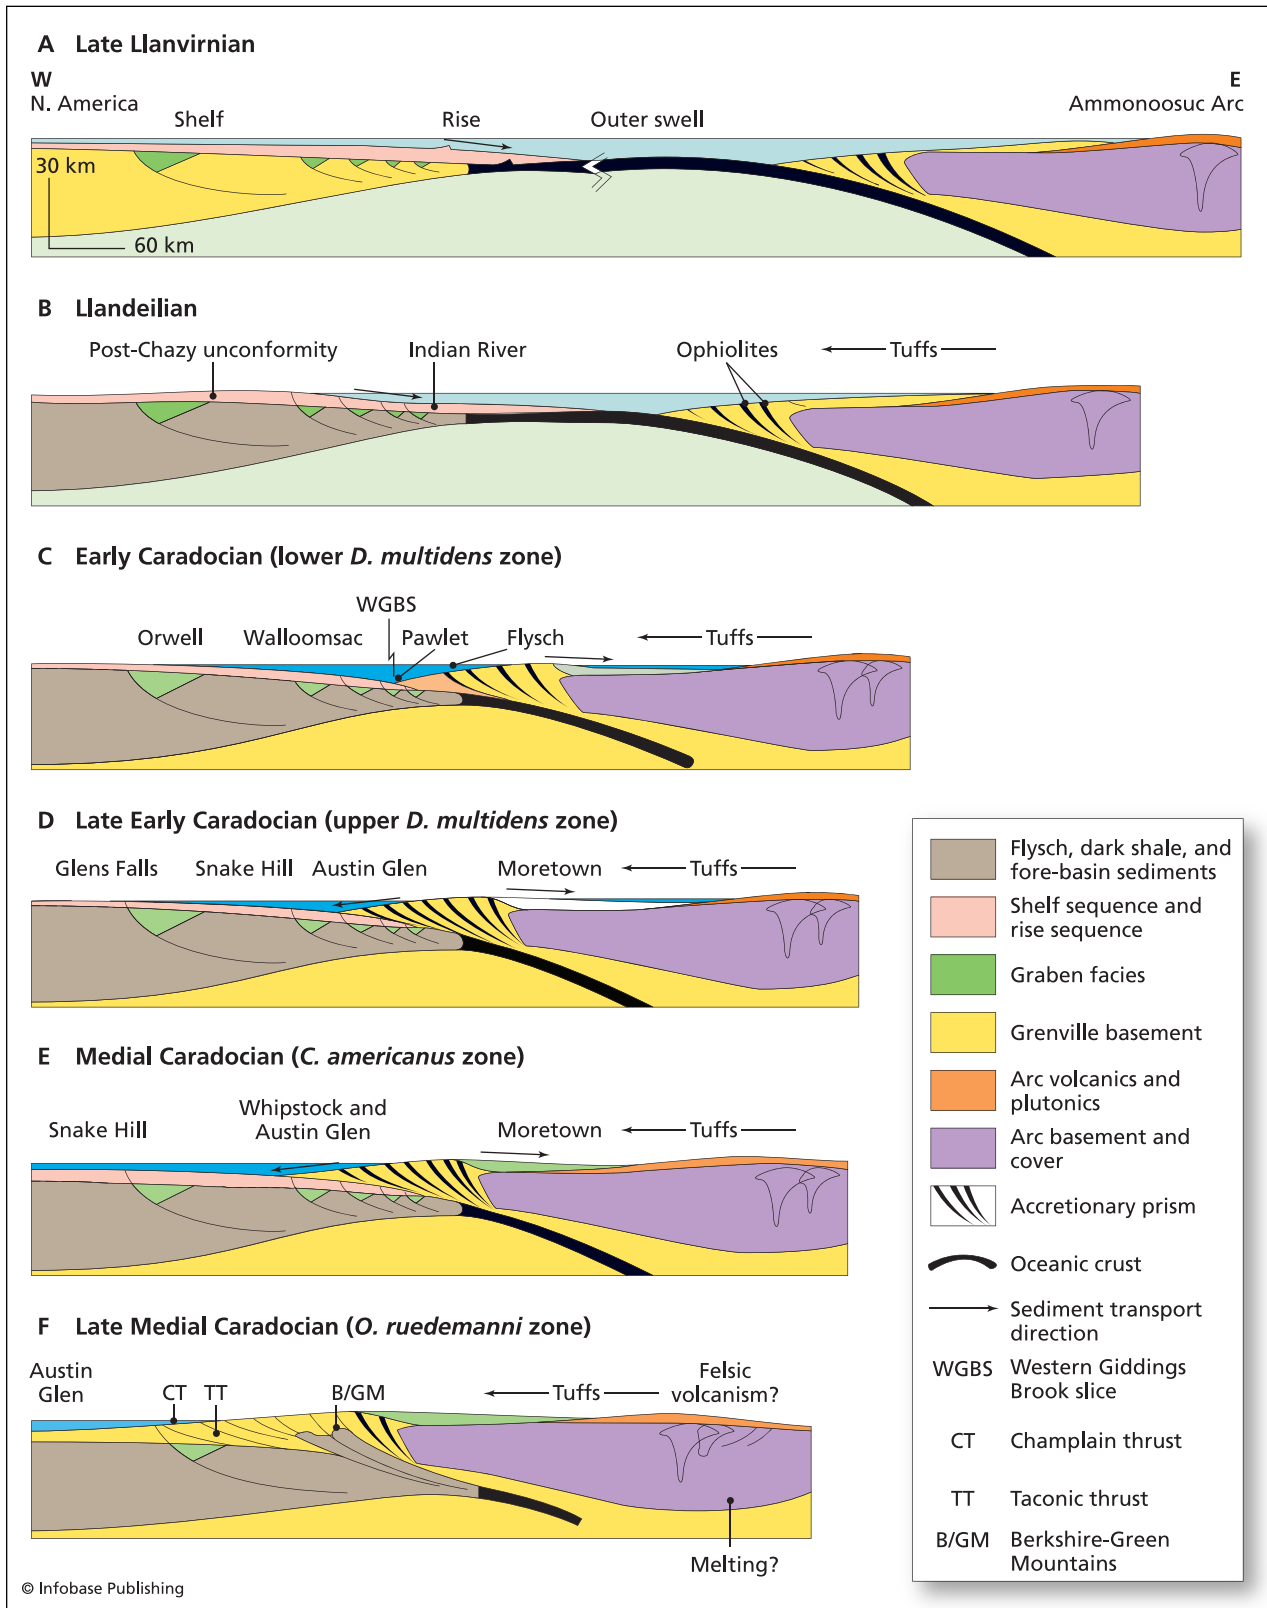 A Late Llanvirnian
W
E
N. America
Ammonoosuc Arc
Shelf
Rise
Outer swell
30 km
60 km
B Llandeilian
Post-Chazy unconformity
Indian River
Ophiolites
Tuffs
C Early Caradocian (lower D. multidens zone)
WGBS
Orwell
Walloomsac
Pawlet
Flysch
Tuffs
D Late Early Caradocian (upper D. multidens zone)
Glens Falls
Snake Hill
Austin Glen
Moretown
Tuffs
E Medial Caradocian (C. americanus zone)
Snake Hill
Whipstock and
Austin Glen
Moretown
Tuffs
F Late Medial Caradocian (O. ruedemanni zone)
Austin
Glen
CT
TT
B/GM
Tuffs
Felsic
volcanism?
Melting?
Flysch, dark shale, and
fore-basin sediments
Shelf sequence and
rise sequence
Graben facies
Grenville basement
Arc volcanics and
plutonics
Arc basement and
cover
Accretionary prism
Oceanic crust
Sediment transport
direction
WGBS Western Giddings
Brook slice
CT Champlain thrust
TT Taconic thrust
B/GM Berkshire-Green
Mountains
© Infobase Publishing